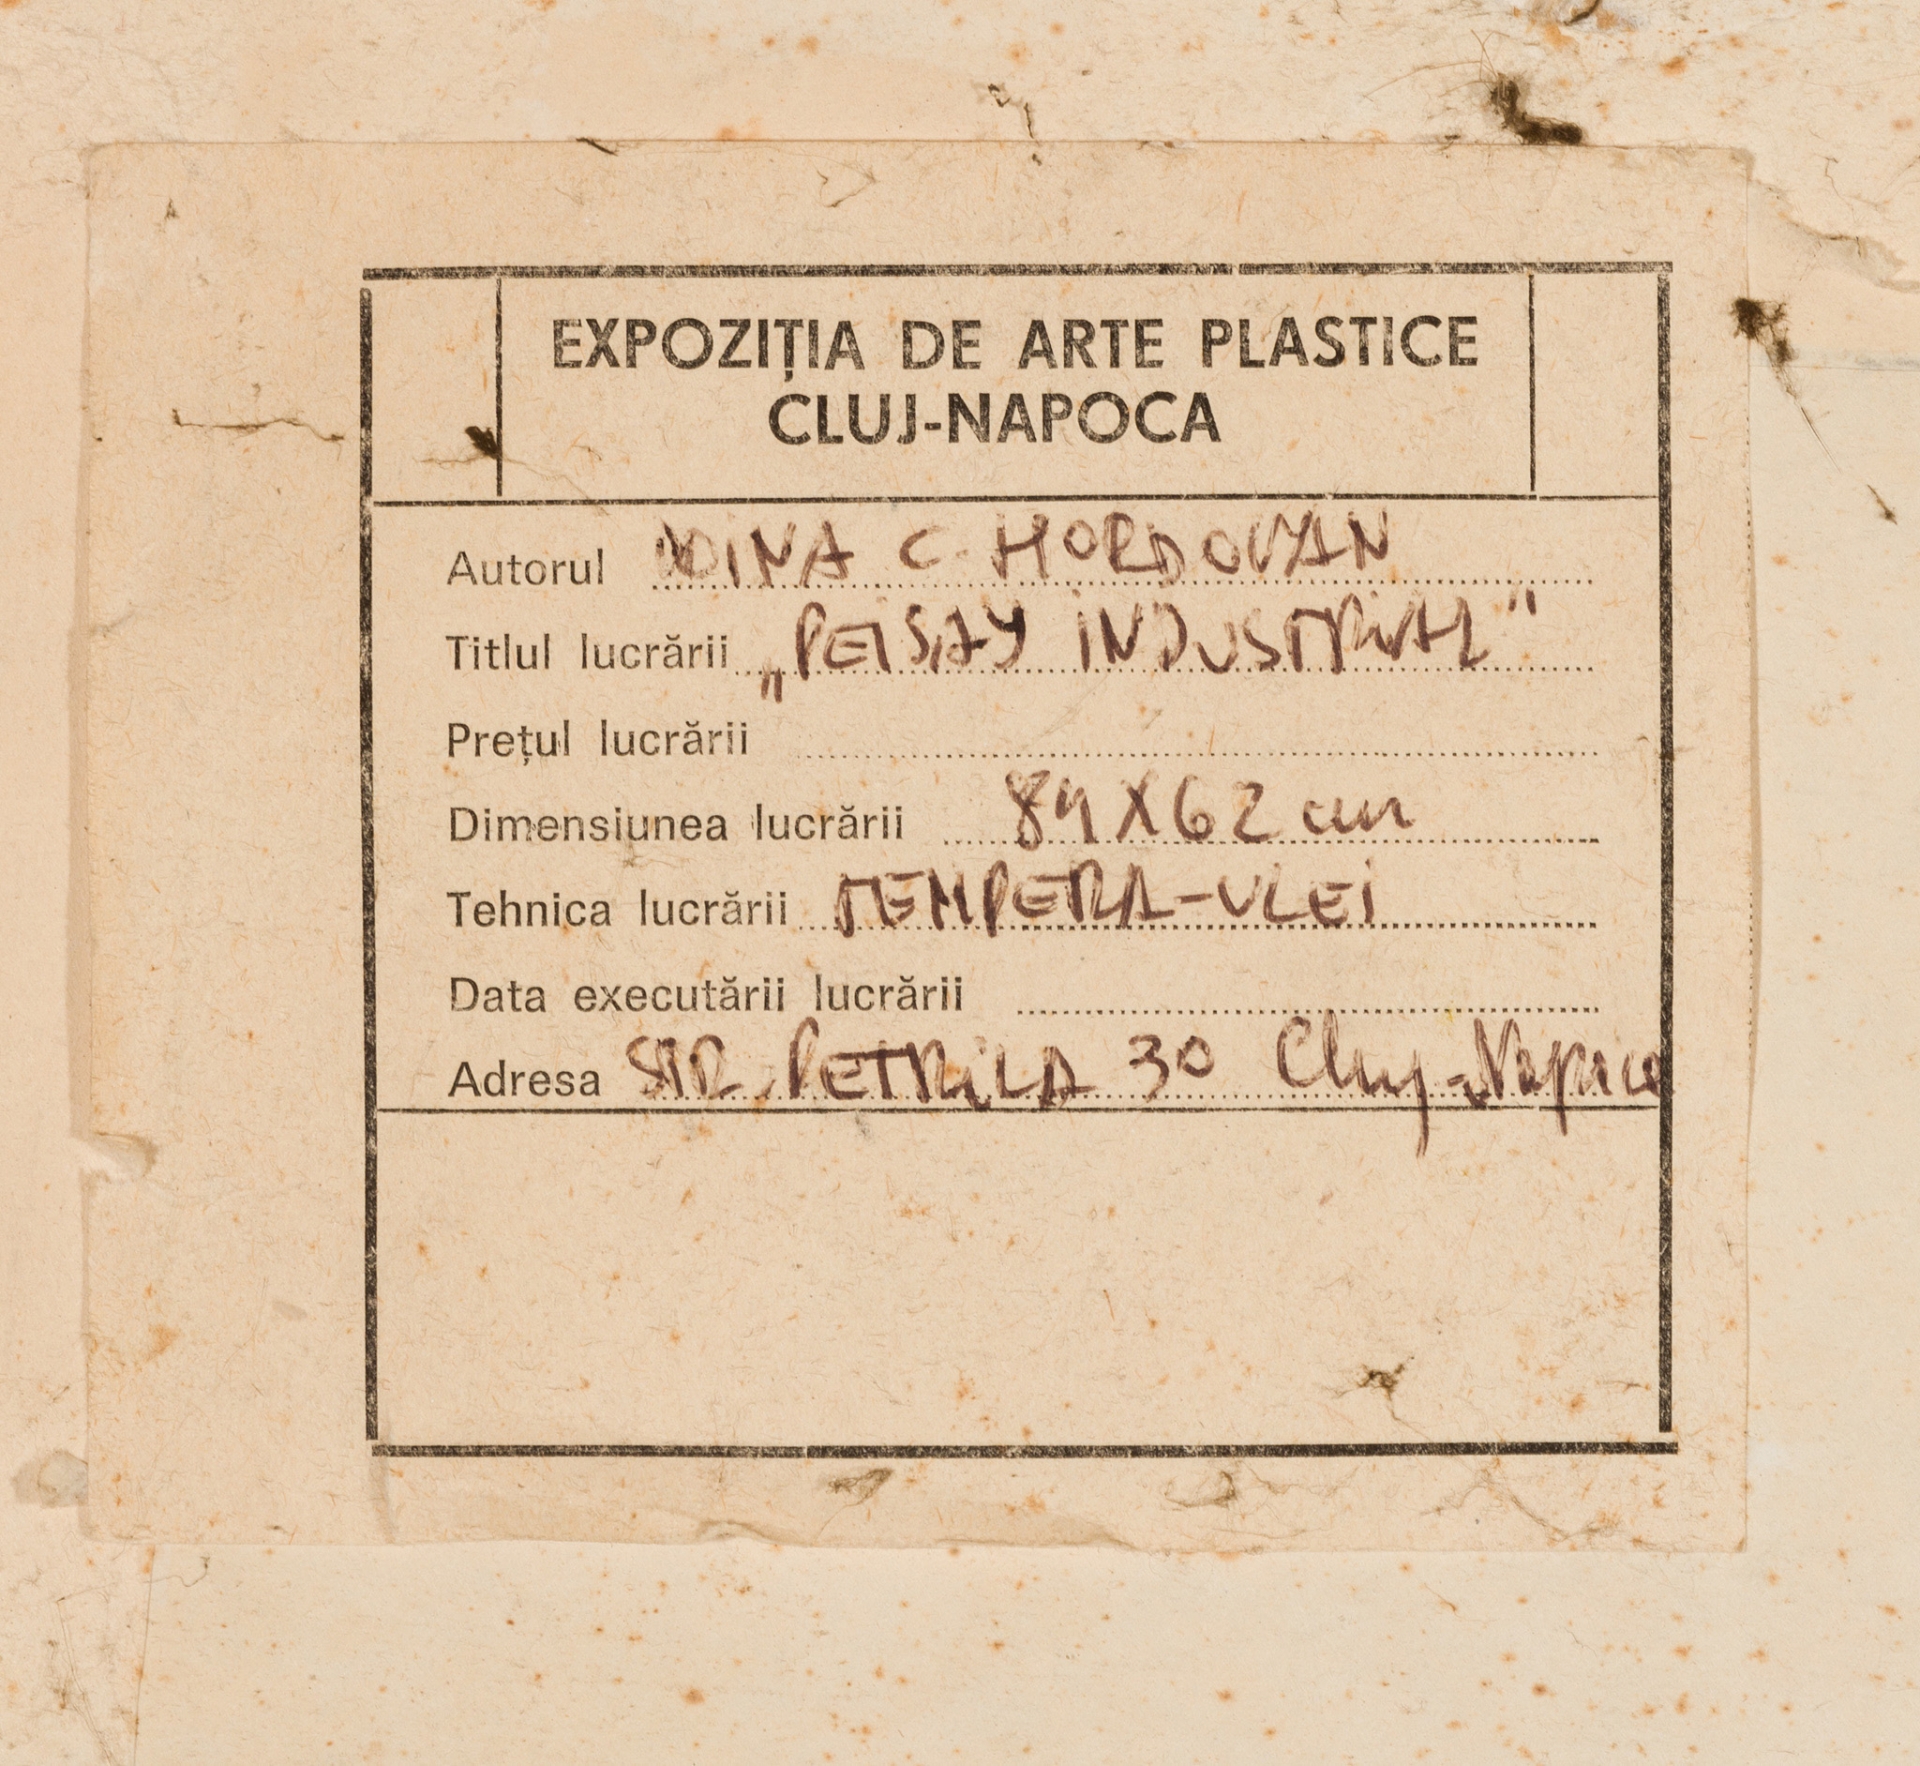 EXPOZIȚIA DE ARTE PLASTICE
CLUJ-NAPOCA
Autorul DOINA C. HORDOVAN
Titlul lucrării „PEISAJ INDUSTRIAL"
Prețul lucrării
Dimensiunea lucrării 84X62 cm
Tehnica lucrării TEMPERA-ULEI
Data executării lucrării
Adresa STR. PETRILA 30 Cluj-Napoca